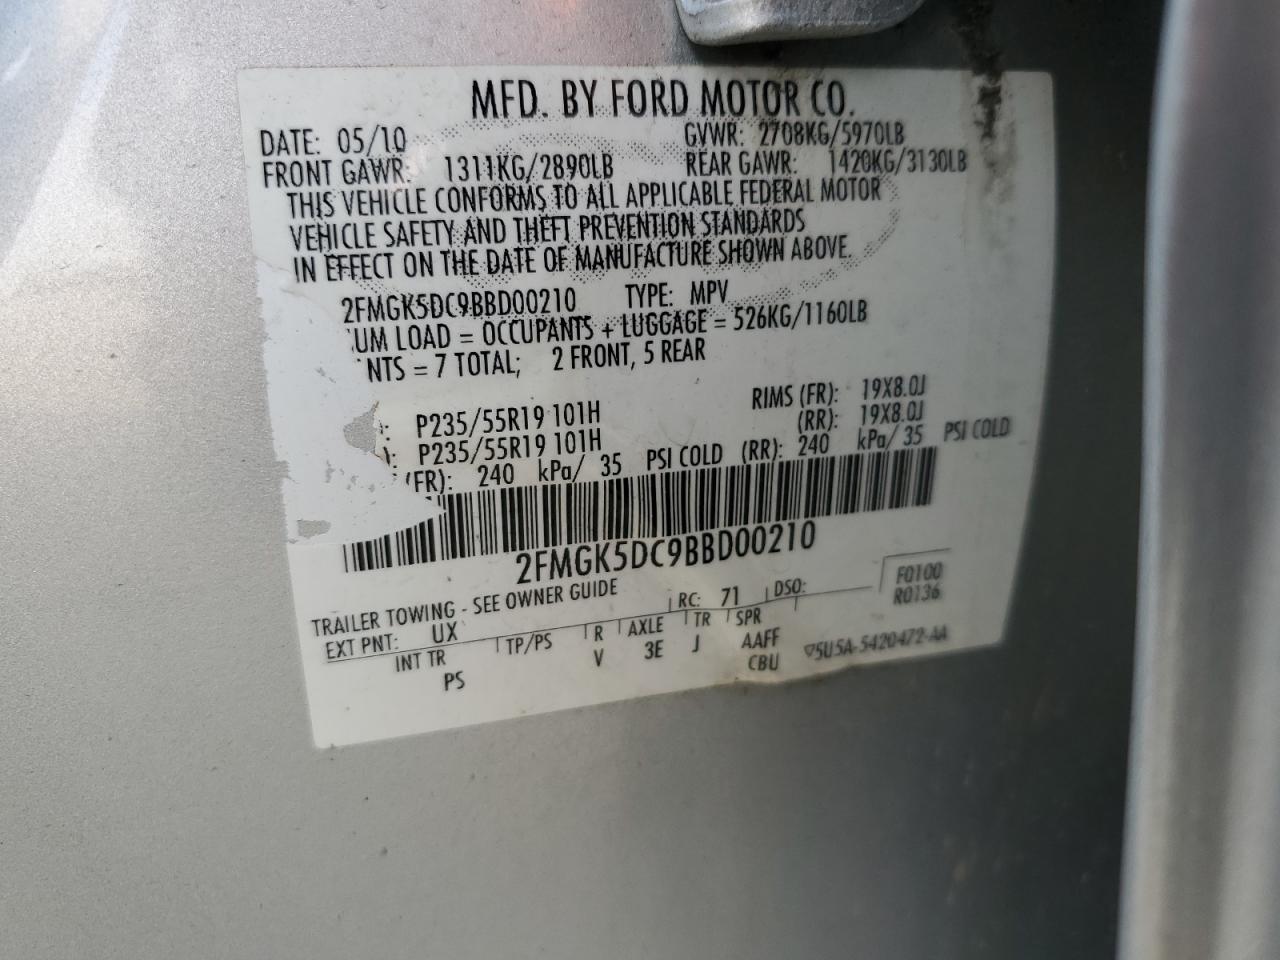 MFD. BY FORD MOTOR CO.
DATE: 05/10 GVWR: 2708KG/5970LB
FRONT GAWR: 1311KG/2890LB REAR GAWR: 1420KG/3130LB
THIS VEHICLE CONFORMS TO ALL APPLICABLE FEDERAL MOTOR
VEHICLE SAFETY AND THEFT PREVENTION STANDARDS
IN EFFECT ON THE DATE OF MANUFACTURE SHOWN ABOVE.
2FMGK5DC9BBD00210 TYPE: MPV
UM LOAD = OCCUPANTS + LUGGAGE = 526KG/1160LB
NTS = 7 TOTAL; 2 FRONT, 5 REAR
P235/55R19 101H RIMS (FR): 19X8.0J
P235/55R19 101H (RR): 19X8.0J
(FR): 240 kPa/ 35 PSI COLD (RR): 240 kPa/ 35 PSI COLD
2FMGK5DC9BBD00210
TRAILER TOWING - SEE OWNER GUIDE RC: 71 DSO: F0100
EXT PNT: UX R0136
INT TR TP/PS R AXLE TR SPR
PS V 3E J AAFF
CBU 5U5A-5420472-AA